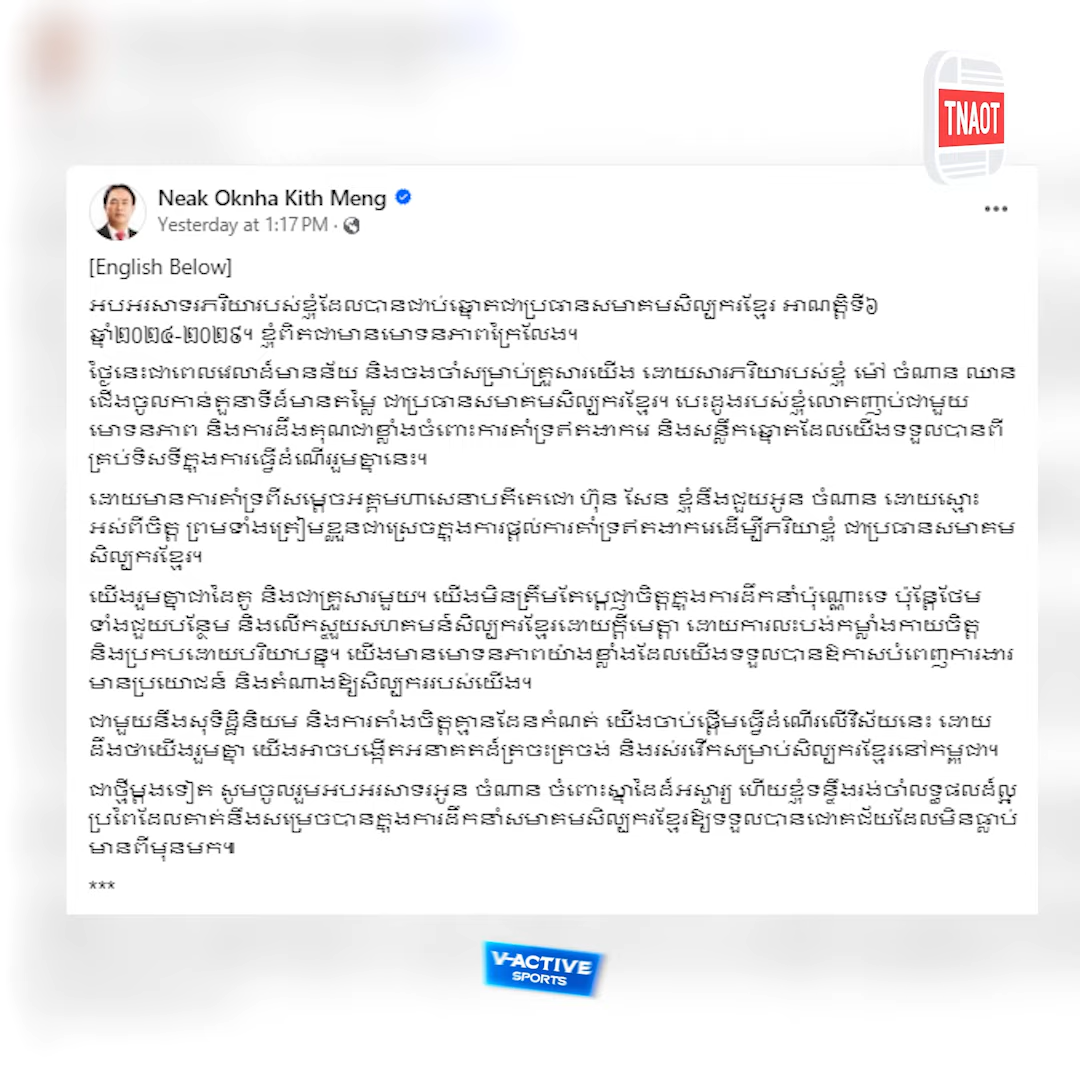 TNAOT
Neak Oknha Kith Meng
Yesterday at 1:17 PM ·
[English Below]
អបអរសាទរភរិយារបស់ខ្ញុំដែលបានជាប់ឆ្នោតជាប្រធានសមាគមសិល្បករខ្មែរ អាណត្តិទី៦
ឆ្នាំ២០២៤-២០២៩។ ខ្ញុំពិតជាមានមោទនភាពក្រៃលែង។
ថ្ងៃនេះជាពេលវេលាដ៏មានន័យ និងចងចាំសម្រាប់គ្រួសារយើង ដោយសារភរិយារបស់ខ្ញុំ ម៉ៅ ចំណាន ឈាន
ជើងចូលកាន់តួនាទីដ៏មានតម្លៃ ជាប្រធានសមាគមសិល្បករខ្មែរ។ បេះដូងរបស់ខ្ញុំលោតញាប់ជាមួយ
មោទនភាព និងការដឹងគុណជាខ្លាំងចំពោះការគាំទ្រឥតងាករេ និងសន្លឹកឆ្នោតដែលយើងទទួលបានពី
គ្រប់ទិសទីក្នុងការធ្វើដំណើររួមគ្នានេះ។
ដោយមានការគាំទ្រពីសម្តេចអគ្គមហាសេនាបតីតេជោ ហ៊ុន សែន ខ្ញុំនឹងជួយអូន ចំណាន ដោយស្មោះ
អស់ពីចិត្ត ព្រមទាំងត្រៀមខ្លួនជាស្រេចក្នុងការផ្តល់ការគាំទ្រឥតងាករេដើម្បីភរិយាខ្ញុំ ជាប្រធានសមាគម
សិល្បករខ្មែរ។
យើងរួមគ្នាជាដៃគូ និងជាគ្រួសារមួយ។ យើងមិនត្រឹមតែប្តេជ្ញាចិត្តក្នុងការដឹកនាំប៉ុណ្ណោះទេ ប៉ុន្តែថែម
ទាំងជួយបន្ថែម និងលើកស្ទួយសហគមន៍សិល្បករខ្មែរដោយក្តីមេត្តា ដោយការលះបង់កម្លាំងកាយចិត្ត
និងប្រកបដោយបរិយាបន្ន។ យើងមានមោទនភាពយ៉ាងខ្លាំងដែលយើងទទួលបានឱកាសបំពេញការងារ
មានប្រយោជន៍ និងតំណាងឱ្យសិល្បកររបស់យើង។
ជាមួយនឹងសុទិដ្ឋិនិយម និងការតាំងចិត្តគ្មានដែនកំណត់ យើងចាប់ផ្តើមធ្វើដំណើរលើវិស័យនេះ ដោយ
ដឹងថាយើងរួមគ្នា យើងអាចបង្កើតអនាគតដ៏ត្រចះត្រចង់ និងរស់រវើកសម្រាប់សិល្បករខ្មែរនៅកម្ពុជា។
ជាថ្មីម្តងទៀត សូមចូលរួមអបអរសាទរអូន ចំណាន ចំពោះស្នាដៃដ៏អស្ចារ្យ ហើយខ្ញុំទន្ទឹងរង់ចាំលទ្ធផលដ៏ល្អ
ប្រពៃដែលគាត់នឹងសម្រេចបានក្នុងការដឹកនាំសមាគមសិល្បករខ្មែរឱ្យទទួលបានជោគជ័យដែលមិនធ្លាប់
មានពីមុនមក៕
***
V-ACTIVE
SPORTS